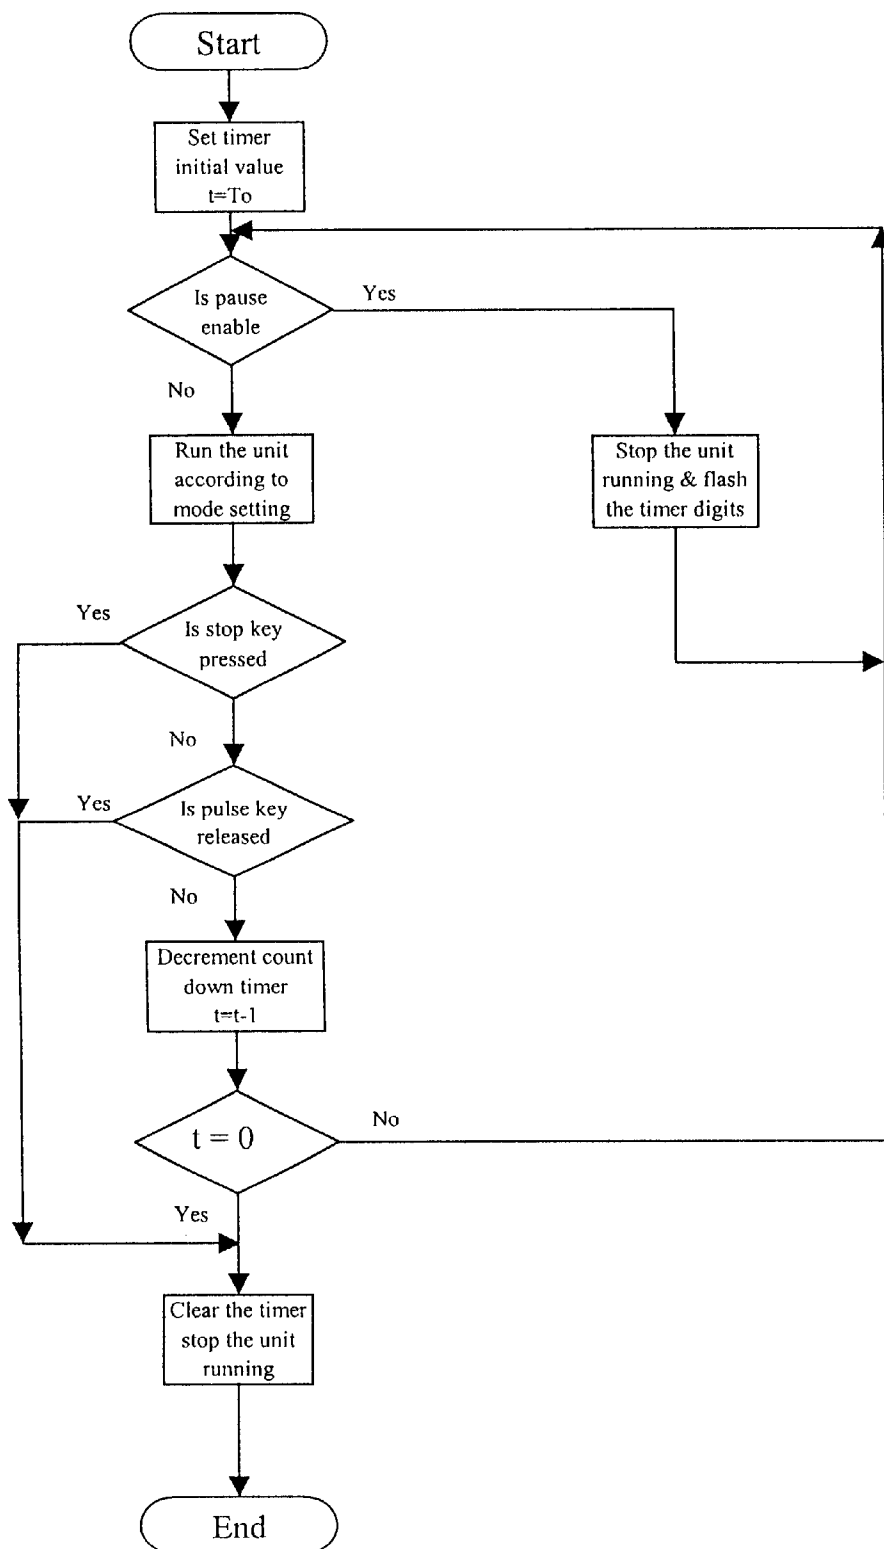 Start
Set timer
initial value
t=To
Is pause
enable
Yes
No
Run the unit
according to
mode setting
Stop the unit
running & flash
the timer digits
Yes
Is stop key
pressed
No
Yes
Is pulse key
released
No
Decrement count
down timer
t=t-1
t = 0
No
Yes
Clear the timer
stop the unit
running
End